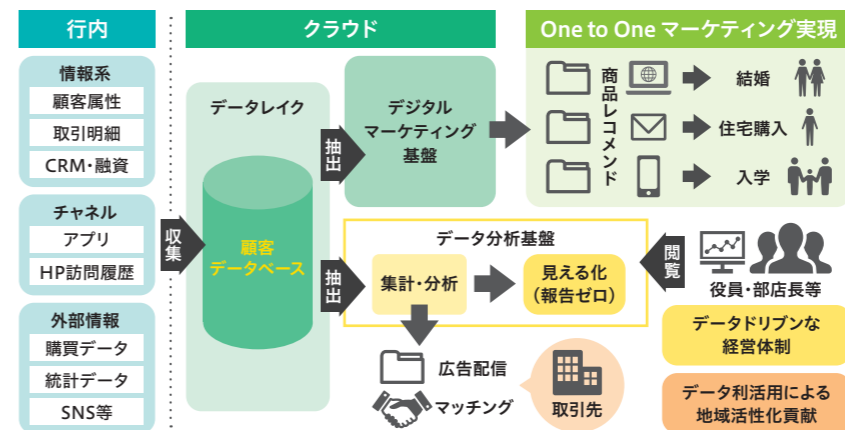 行内
クラウド
One to One マーケティング実現
情報系
顧客属性
取引明細
CRM・融資
チャネル
アプリ
HP訪問履歴
外部情報
購買データ
統計データ
SNS等
収集
データレイク
顧客
データベース
抽出
デジタル
マーケティング
基盤
商品レコメンド
結婚
住宅購入
入学
抽出
データ分析基盤
集計・分析
見える化
（報告ゼロ）
閲覧
役員・部店長等
広告配信
マッチング
取引先
データドリブンな
経営体制
データ利活用による
地域活性化貢献